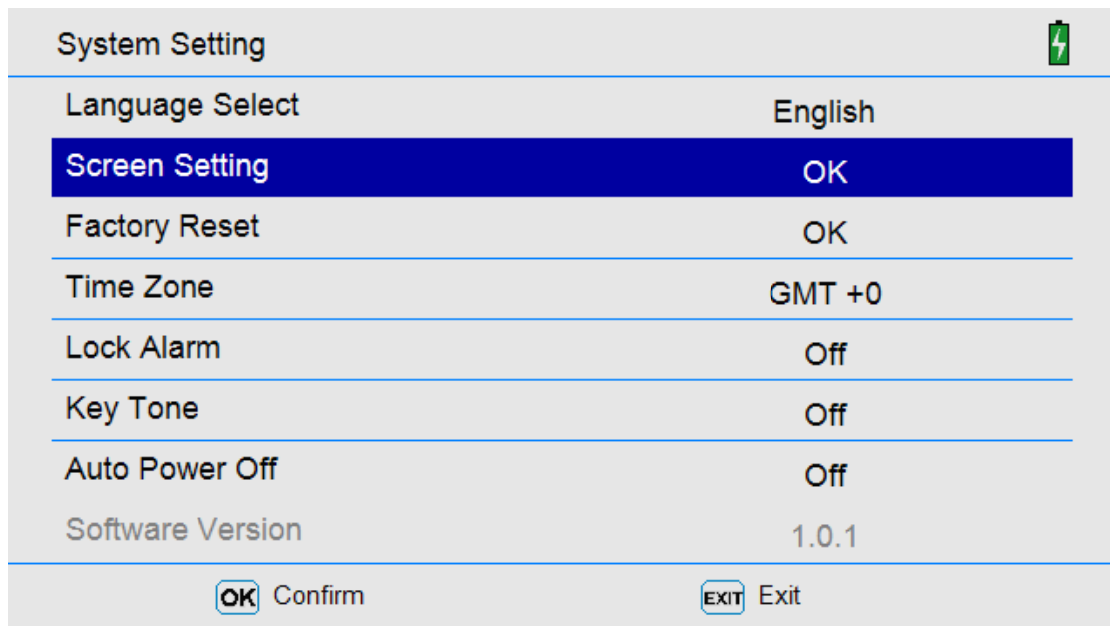 System Setting
Language Select English
Screen Setting OK
Factory Reset OK
Time Zone GMT +0
Lock Alarm Off
Key Tone Off
Auto Power Off Off
Software Version 1.0.1
OK Confirm EXIT Exit